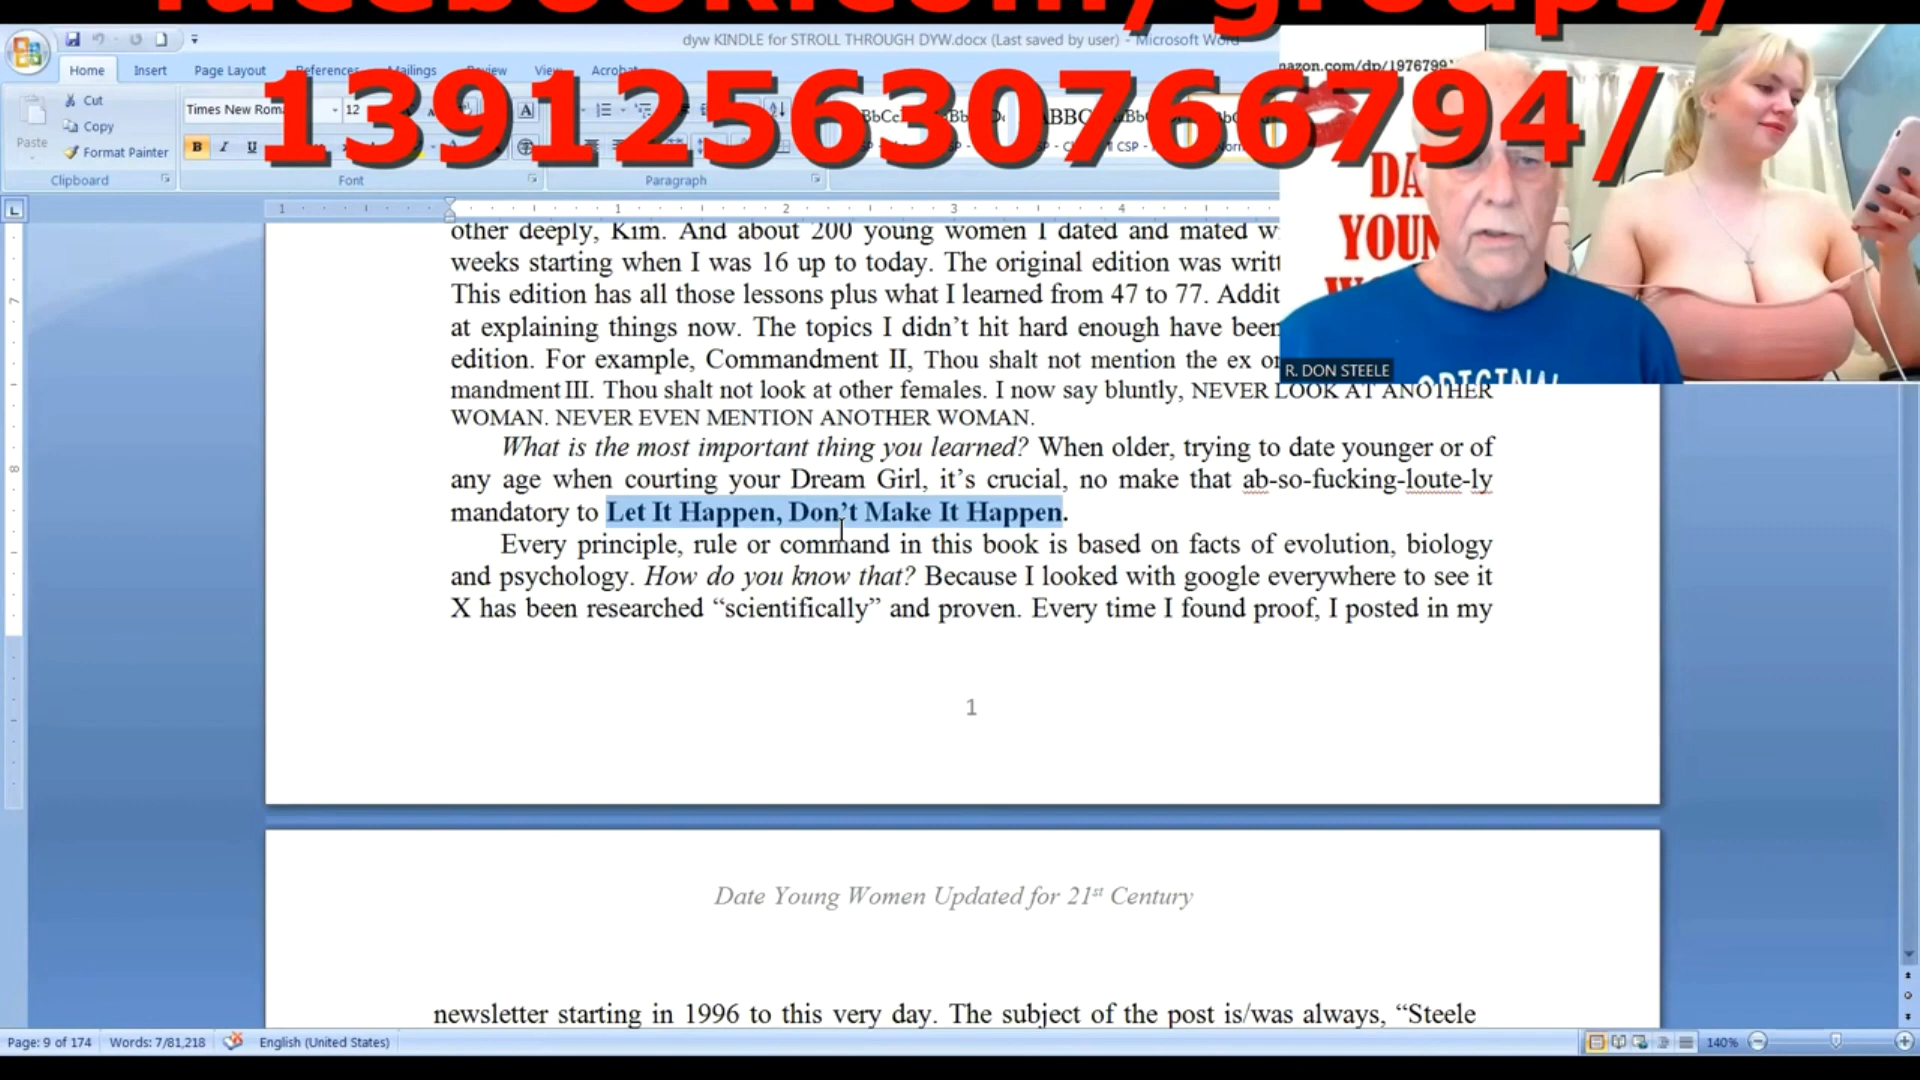 facebook.com/groups/
139125630766794/
dyw KINDLE for STROLL THROUGH DYW.docx (Last saved by user) - Microsoft Word
Home Insert Page Layout References Mailings Review View Acrobat
Cut
Copy
Format Painter
Paste
Times New Rom 12
B I U
Clipboard Font Paragraph
mazon.com/dp/1976799
DA
YOUN
R. DON STEELE
ORIGINAL
other deeply, Kim. And about 200 young women I dated and mated w
weeks starting when I was 16 up to today. The original edition was writt
This edition has all those lessons plus what I learned from 47 to 77. Addit
at explaining things now. The topics I didn’t hit hard enough have been
edition. For example, Commandment II, Thou shalt not mention the ex or
mandment III. Thou shalt not look at other females. I now say bluntly, NEVER LOOK AT ANOTHER
WOMAN. NEVER EVEN MENTION ANOTHER WOMAN.
What is the most important thing you learned? When older, trying to date younger or of
any age when courting your Dream Girl, it’s crucial, no make that ab-so-fucking-loute-ly
mandatory to Let It Happen, Don’t Make It Happen.
Every principle, rule or command in this book is based on facts of evolution, biology
and psychology. How do you know that? Because I looked with google everywhere to see it
X has been researched “scientifically” and proven. Every time I found proof, I posted in my
1
Date Young Women Updated for 21st Century
newsletter starting in 1996 to this very day. The subject of the post is/was always, “Steele
Page: 9 of 174 Words: 7/81,218 English (United States) 140%